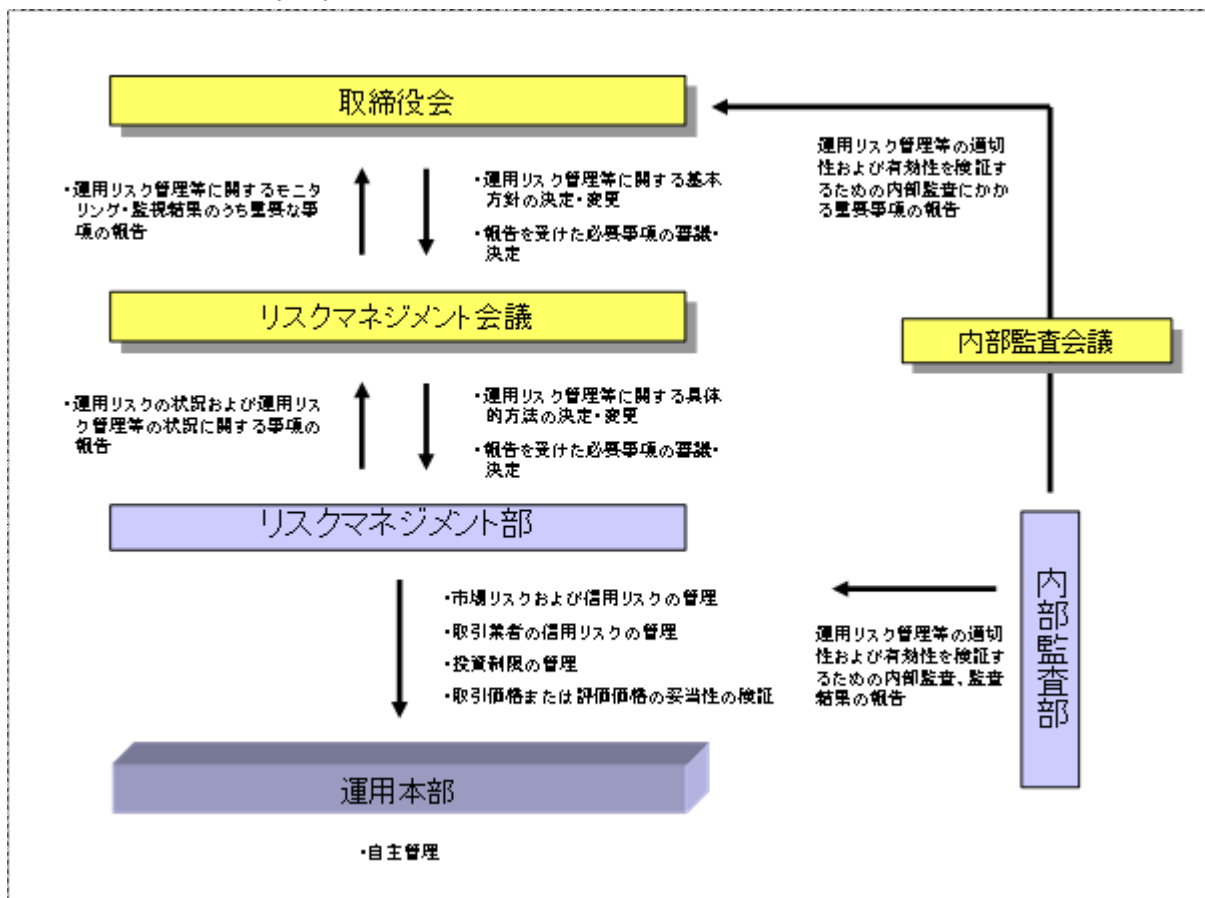 取締役会
・運用リスク管理等に関するモニタ
リング・監視結果のうち重要な事
項の報告
・運用リスク管理等に関する基本
方針の決定・変更
・報告を受けた必要事項の審議・
決定
運用リスク管理等の適切
性および有効性を検証す
るための内部監査にかか
る重要事項の報告
リスクマネジメント会議
内部監査会議
・運用リスクの状況および運用リス
ク管理等の状況に関する事項の
報告
・運用リスク管理等に関する具体
的方法の決定・変更
・報告を受けた必要事項の審議・
決定
リスクマネジメント部
・市場リスクおよび信用リスクの管理
・取引業者の信用リスクの管理
・投資制限の管理
・取引価格または評価価格の妥当性の検証
運用リスク管理等の適切
性および有効性を検証す
るための内部監査、監査
結果の報告
内部監査部
運用本部
・自主管理